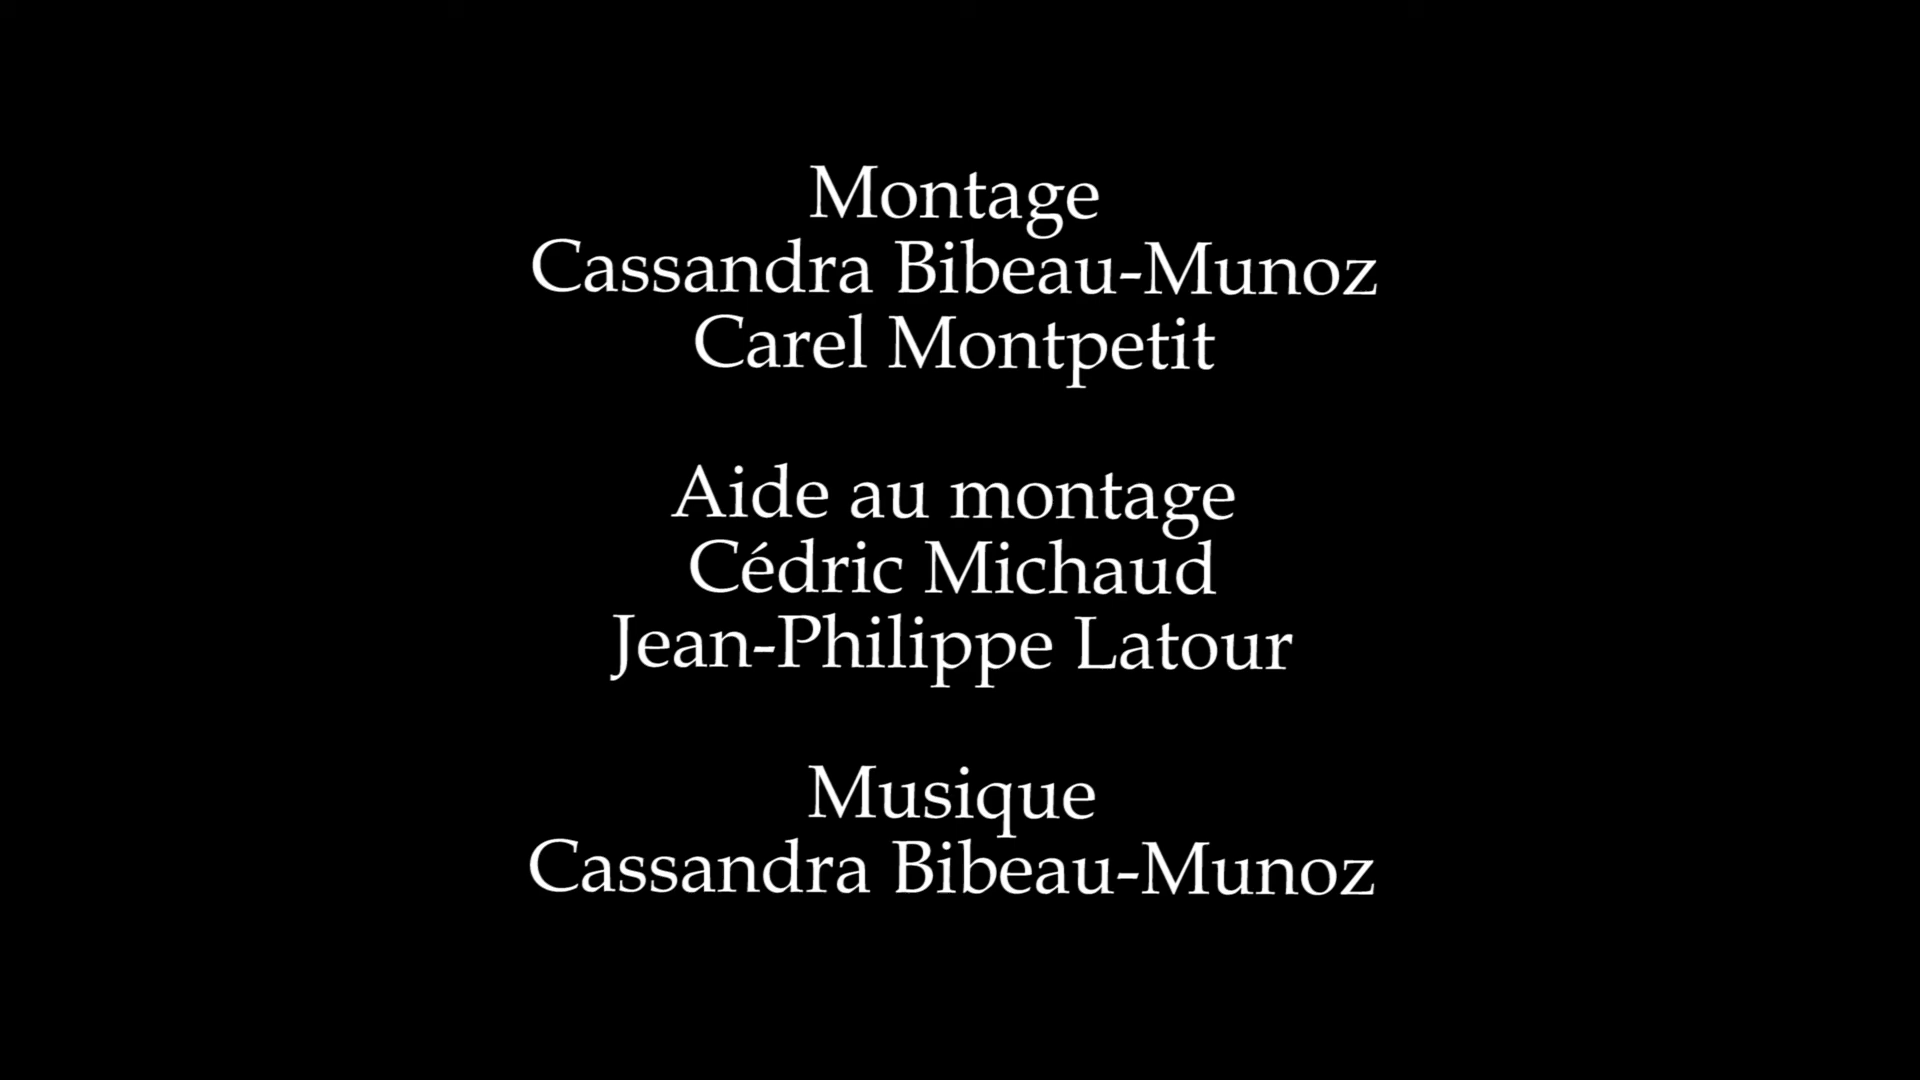 Montage
Cassandra Bibeau-Munoz
Carel Montpetit
Aide au montage
Cédric Michaud
Jean-Philippe Latour
Musique
Cassandra Bibeau-Munoz